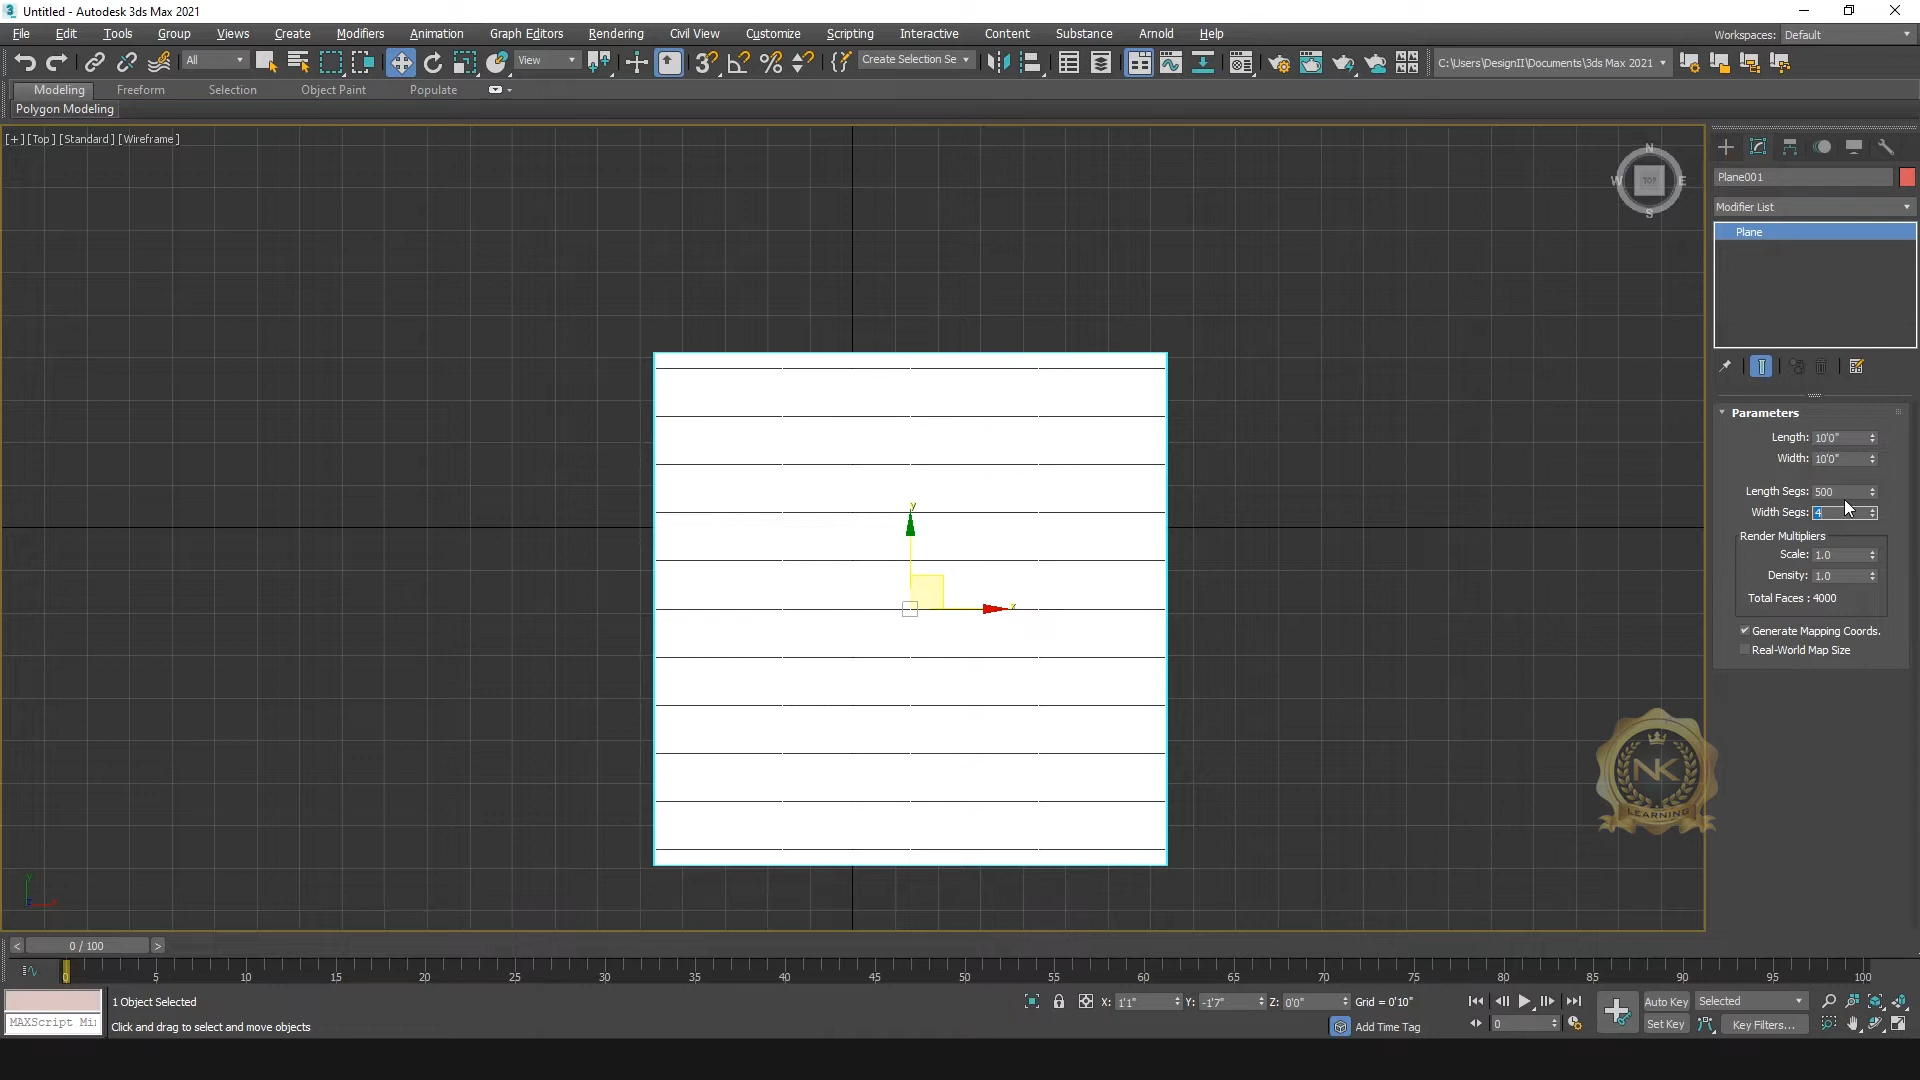 Untitled - Autodesk 3ds Max 2021
File Edit Tools Group Views Create Modifiers Animation Graph Editors Rendering Civil View Customize Scripting Interactive Content Substance Arnold Help
Workspaces: Default
All View Create Selection Se C:\Users\DesignII\Documents\3ds Max 2021
Modeling Freeform Selection Object Paint Populate
Polygon Modeling
[+] [Top] [Standard] [Wireframe]
N
W TOP E
S
Plane001
Modifier List
Plane
Parameters
Length: 10'0"
Width: 10'0"
Length Segs: 500
Width Segs: 4
Render Multipliers
Scale: 1.0
Density: 1.0
Total Faces : 4000
Generate Mapping Coords.
Real-World Map Size
y
x
NK
LEARNING
< 0 / 100 >
0 5 10 15 20 25 30 35 40 45 50 55 60 65 70 75 80 85 90 95 100
1 Object Selected
X: 1'1" Y: -1'7" Z: 0'0" Grid = 0'10"
Auto Key Selected
MAXScript Mi
Click and drag to select and move objects
Add Time Tag
0
Set Key Key Filters...